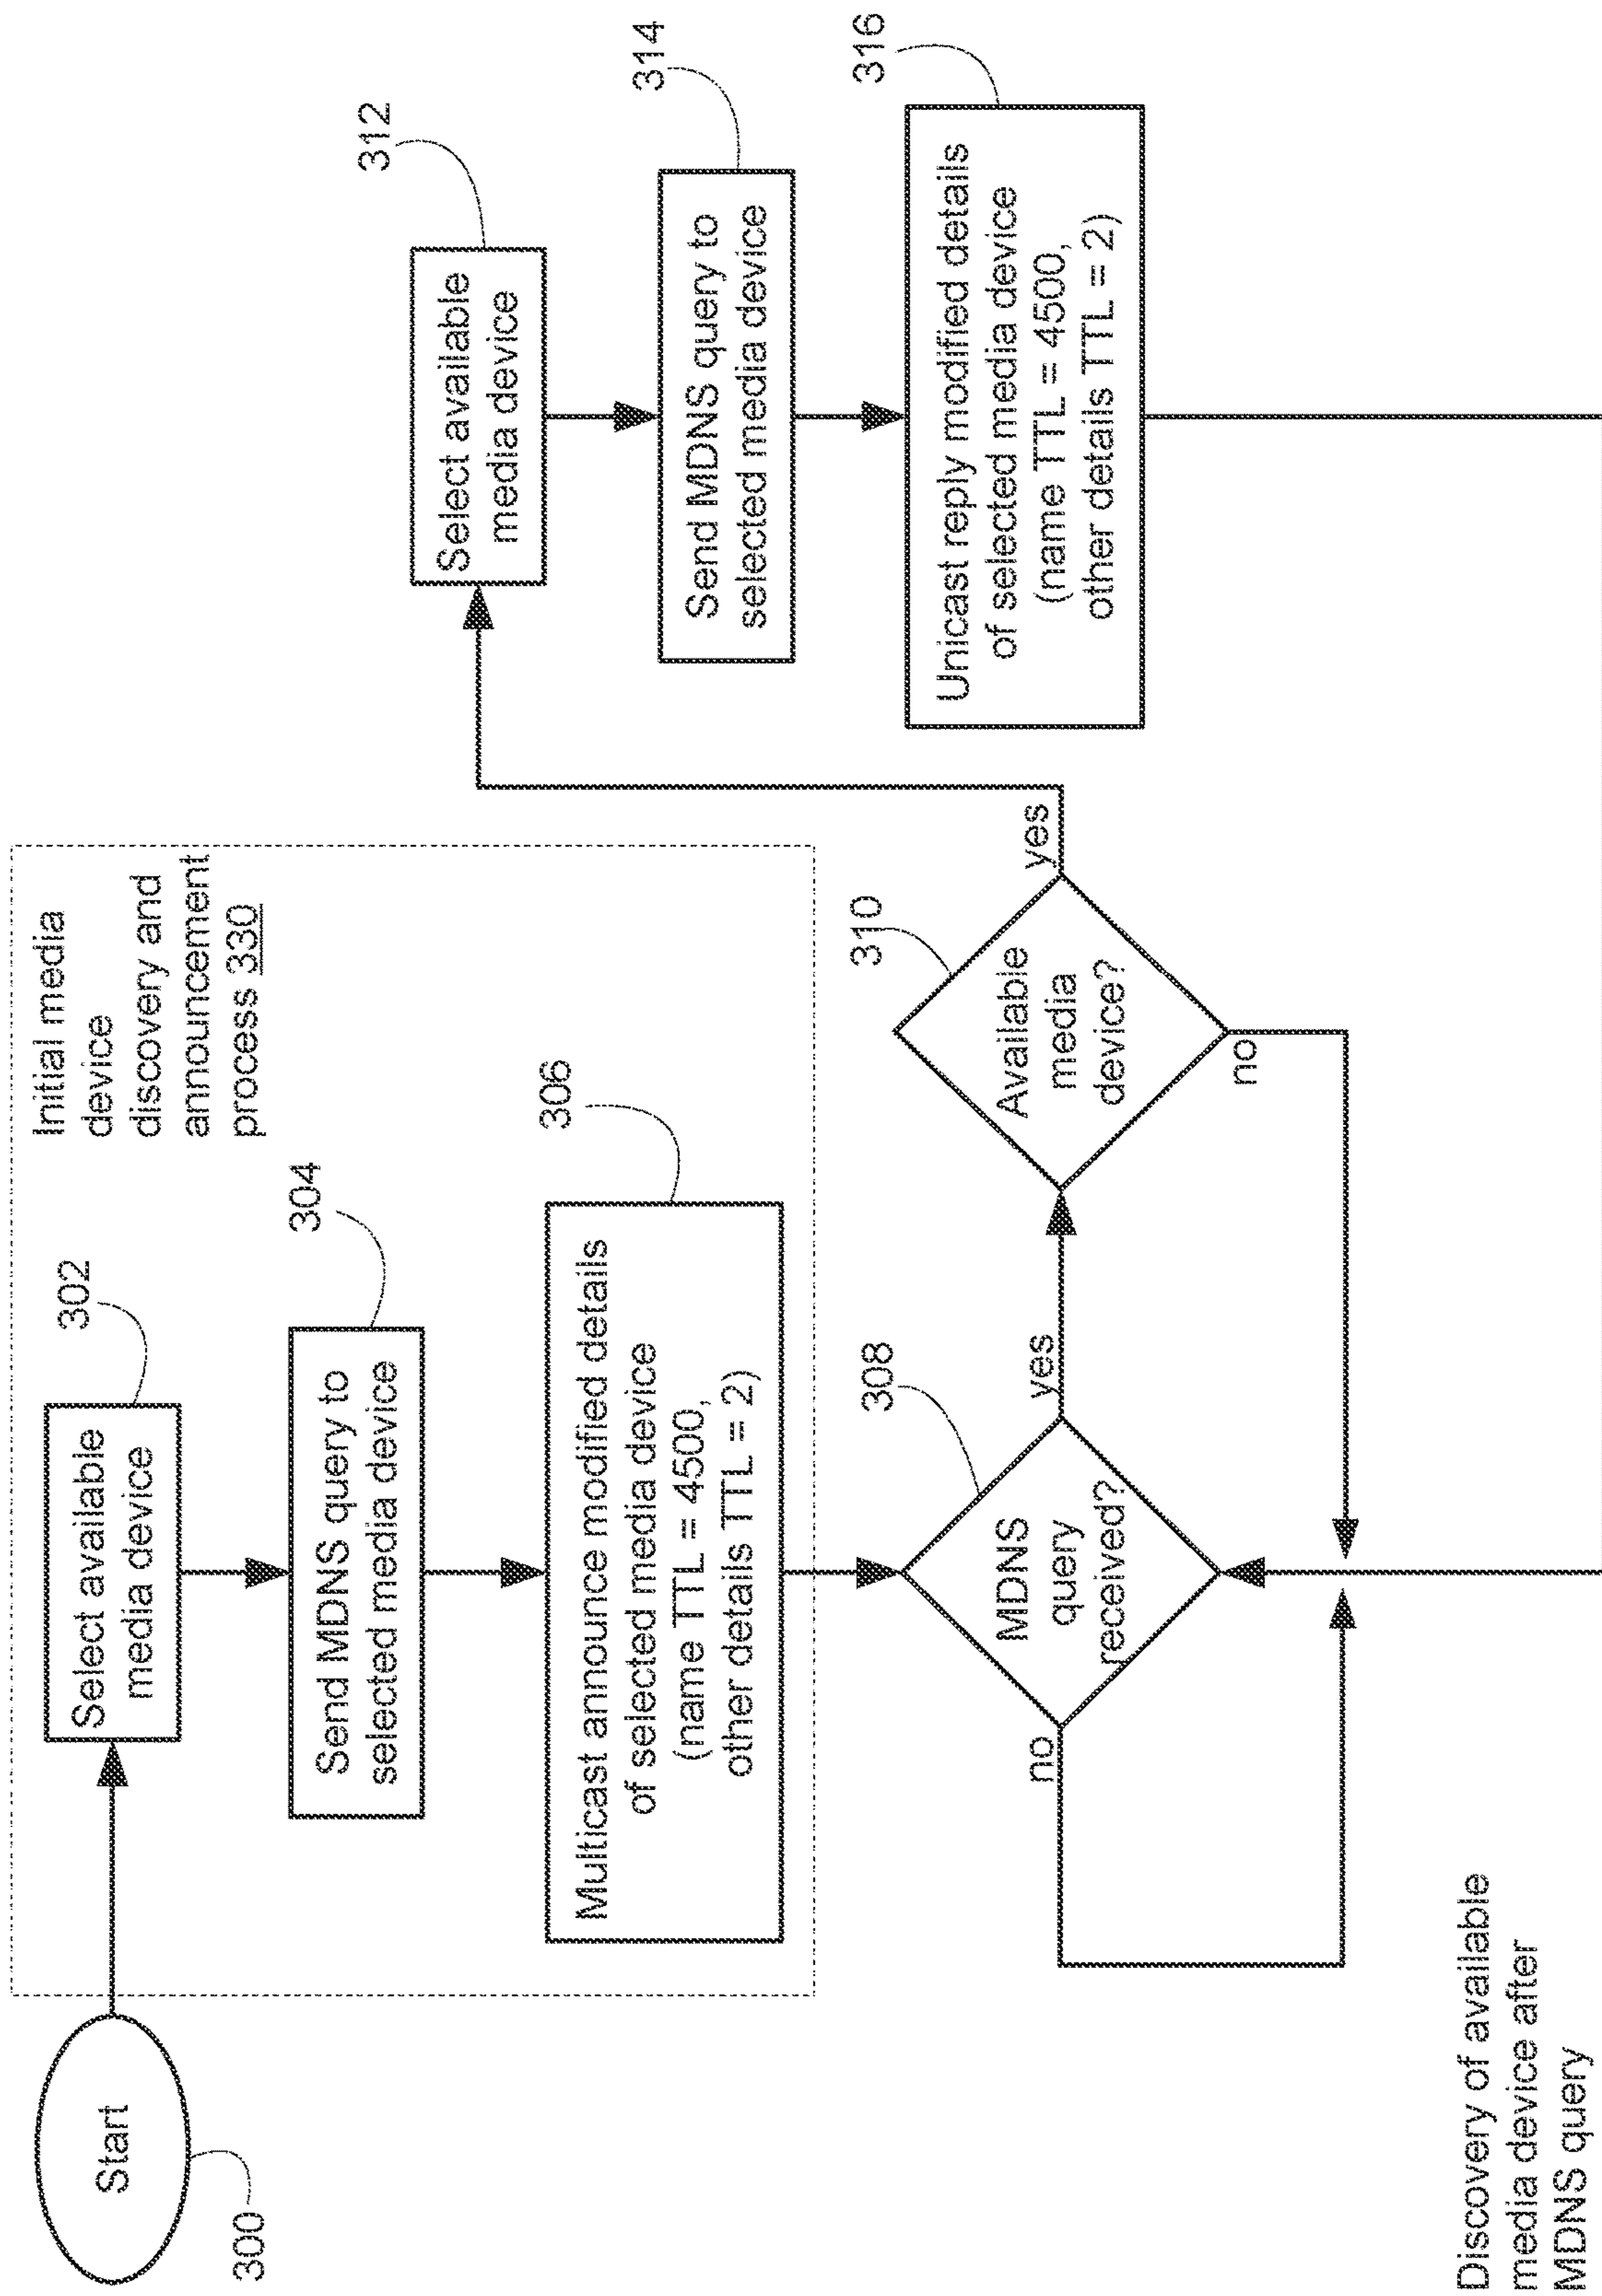 Start
300
Initial media
device
discovery and
announcement
process 330
Select available
media device
302
Send MDNS query to
selected media device
304
Multicast announce modified details
of selected media device
(name TTL = 4500,
other details TTL = 2)
306
MDNS
query
received?
308
no
yes
Available
media
device?
310
no
yes
Select available
media device
312
Send MDNS query to
selected media device
314
Unicast reply modified details
of selected media device
(name TTL = 4500,
other details TTL = 2)
316
Discovery of available
media device after
MDNS query